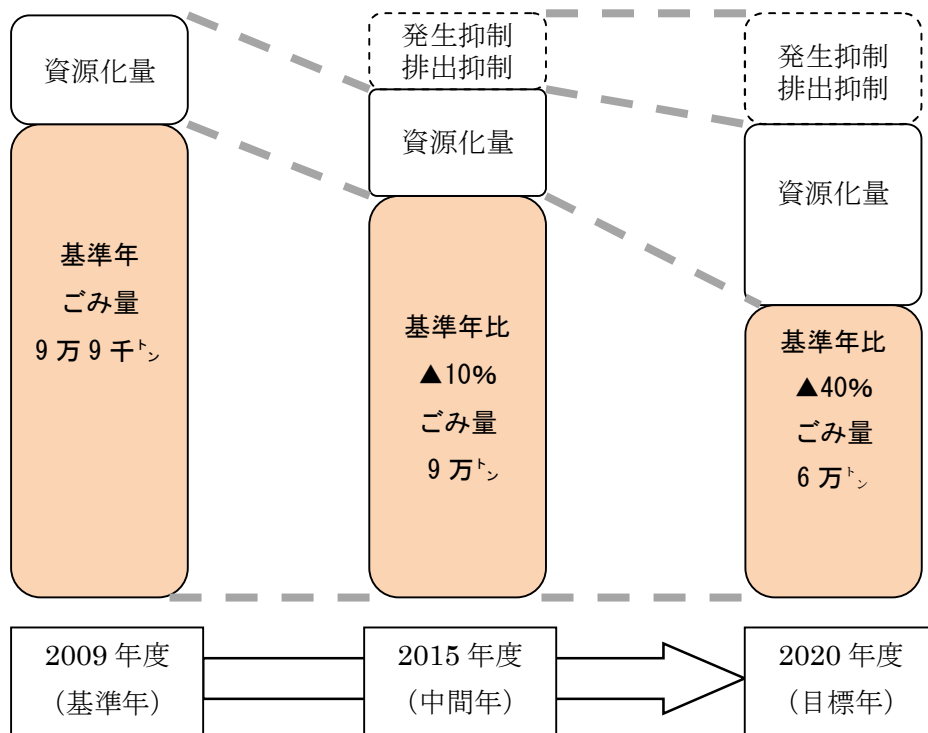 資源化量
基準年
ごみ量
9万9千トン
2009年度
（基準年）
発生抑制
排出抑制
資源化量
基準年比
▲10%
ごみ量
9万トン
2015年度
（中間年）
発生抑制
排出抑制
資源化量
基準年比
▲40%
ごみ量
6万トン
2020年度
（目標年）